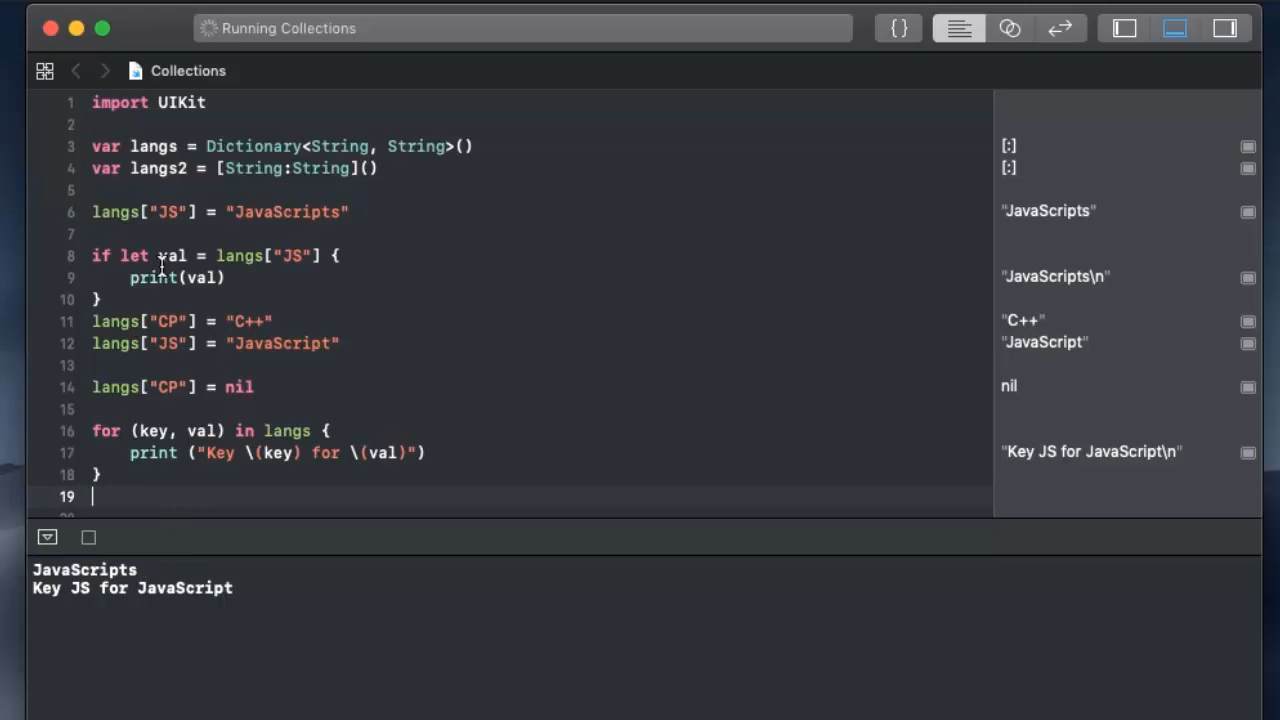 Running Collections
{}
Collections
1 import UIKit
2
3 var langs = Dictionary<String, String>() [:]
4 var langs2 = [String:String]() [:]
5
6 langs["JS"] = "JavaScripts" "JavaScripts"
7
8 if let val = langs["JS"] {
9 print(val) "JavaScripts\n"
10 }
11 langs["CP"] = "C++" "C++"
12 langs["JS"] = "JavaScript" "JavaScript"
13
14 langs["CP"] = nil nil
15
16 for (key, val) in langs {
17 print ("Key \(key) for \(val)") "Key JS for JavaScript\n"
18 }
19
JavaScripts
Key JS for JavaScript